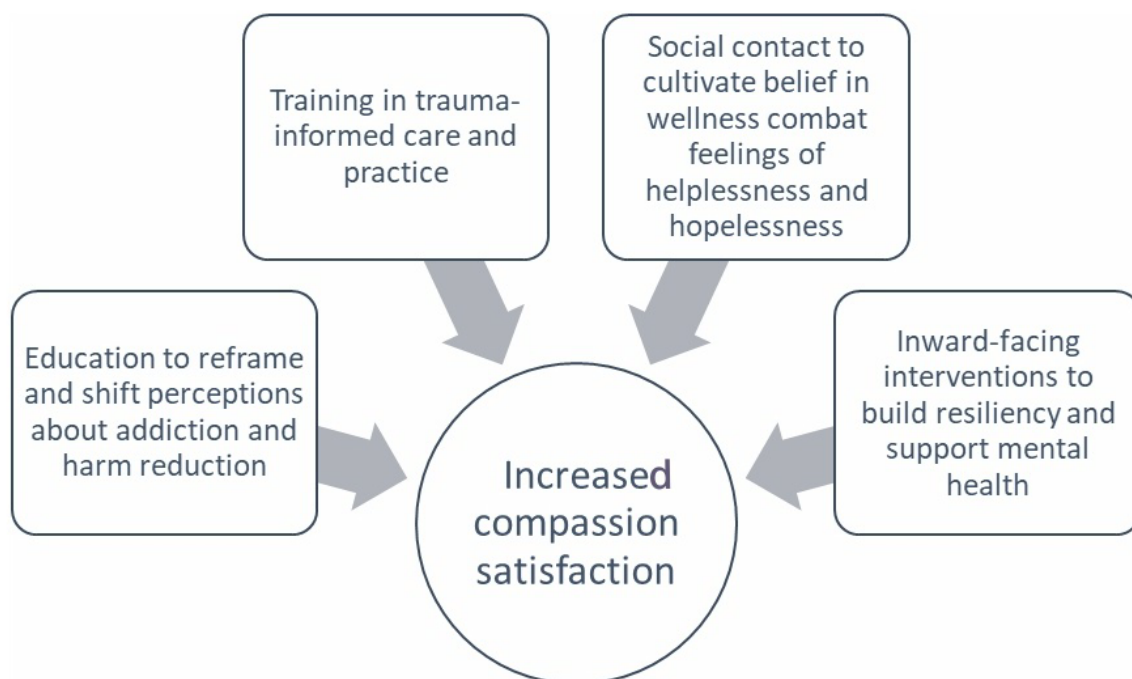 Training in trauma-
informed care and
practice
Social contact to
cultivate belief in
wellness combat
feelings of
helplessness and
hopelessness
Education to reframe
and shift perceptions
about addiction and
harm reduction
Inward-facing
interventions to
build resiliency and
support mental
health
Increased
compassion
satisfaction